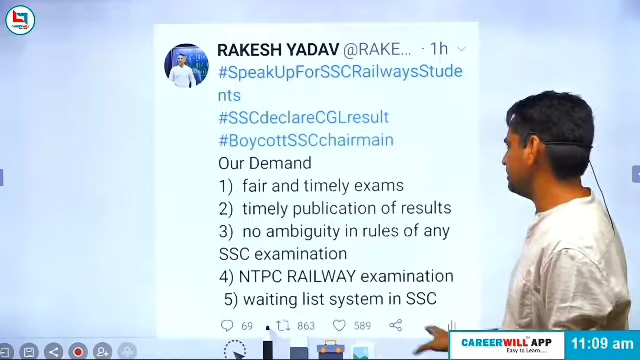 RAKESH YADAV @RAKE... · 1h
#SpeakUpForSSCRailwaysStude
nts
#SSCdeclareCGLresult
#BoycottSSCchairmain
Our Demand
1) fair and timely exams
2) timely publication of results
3) no ambiguity in rules of any
SSC examination
4) NTPC RAILWAY examination
5) waiting list system in SSC
69 863 589
CAREERWILL APP
Easy to Learn...
11:09 am